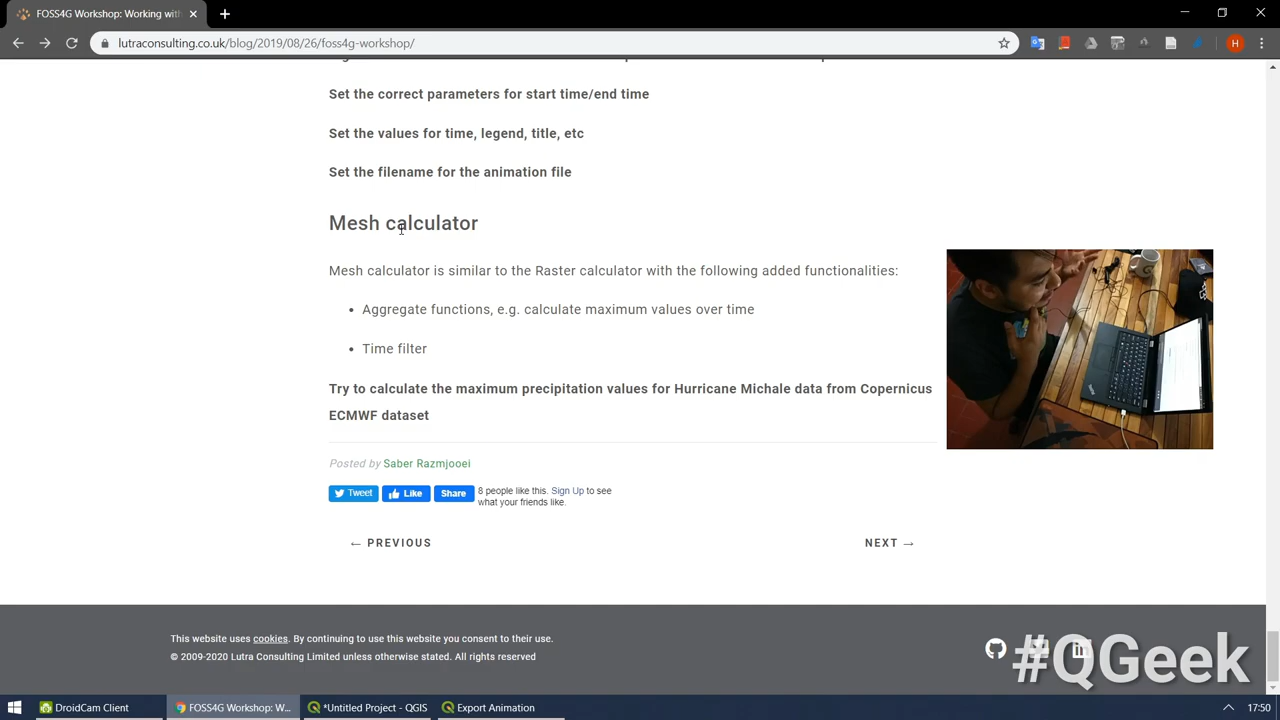 FOSS4G Workshop: Working with
lutraconsulting.co.uk/blog/2019/08/26/foss4g-workshop/
H
Set the correct parameters for start time/end time
Set the values for time, legend, title, etc
Set the filename for the animation file
Mesh calculator
Mesh calculator is similar to the Raster calculator with the following added functionalities:
• Aggregate functions, e.g. calculate maximum values over time
• Time filter
Try to calculate the maximum precipitation values for Hurricane Michale data from Copernicus
ECMWF dataset
Posted by Saber Razmjooei
Tweet Like Share 8 people like this. Sign Up to see
what your friends like.
← PREVIOUS NEXT →
This website uses cookies. By continuing to use this website you consent to their use.
© 2009-2020 Lutra Consulting Limited unless otherwise stated. All rights reserved
#QGeek
DroidCam Client FOSS4G Workshop: W... *Untitled Project - QGIS Export Animation 17:50